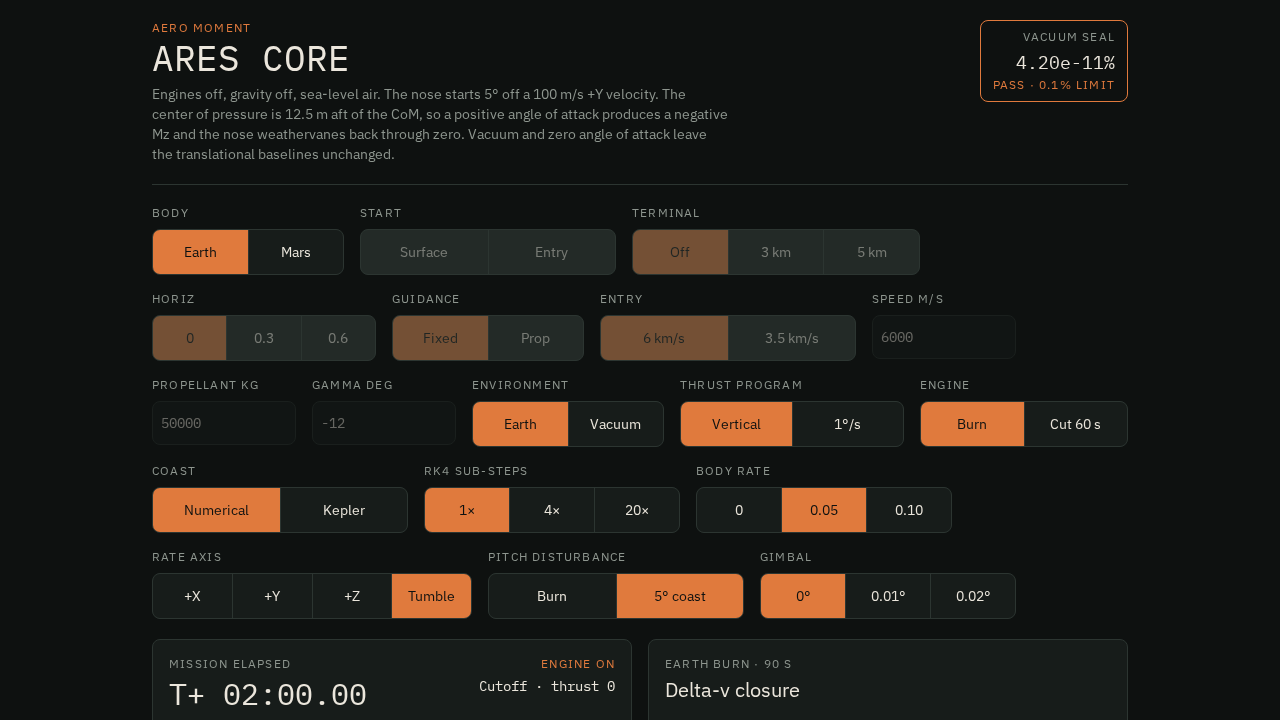 AERO MOMENT
ARES CORE
Engines off, gravity off, sea-level air. The nose starts 5° off a 100 m/s +Y velocity. The
center of pressure is 12.5 m aft of the CoM, so a positive angle of attack produces a negative
Mz and the nose weathervanes back through zero. Vacuum and zero angle of attack leave
the translational baselines unchanged.
VACUUM SEAL
4.20e-11%
PASS · 0.1% LIMIT
BODY START TERMINAL
Earth Mars Surface Entry Off 3 km 5 km
HORIZ GUIDANCE ENTRY SPEED M/S
0 0.3 0.6 Fixed Prop 6 km/s 3.5 km/s 6000
PROPELLANT KG GAMMA DEG ENVIRONMENT THRUST PROGRAM ENGINE
50000 -12 Earth Vacuum Vertical 1°/s Burn Cut 60 s
COAST RK4 SUB-STEPS BODY RATE
Numerical Kepler 1× 4× 20× 0 0.05 0.10
RATE AXIS PITCH DISTURBANCE GIMBAL
+X +Y +Z Tumble Burn 5° coast 0° 0.01° 0.02°
MISSION ELAPSED ENGINE ON
T+ 02:00.00 Cutoff · thrust 0
EARTH BURN · 90 S
Delta-v closure